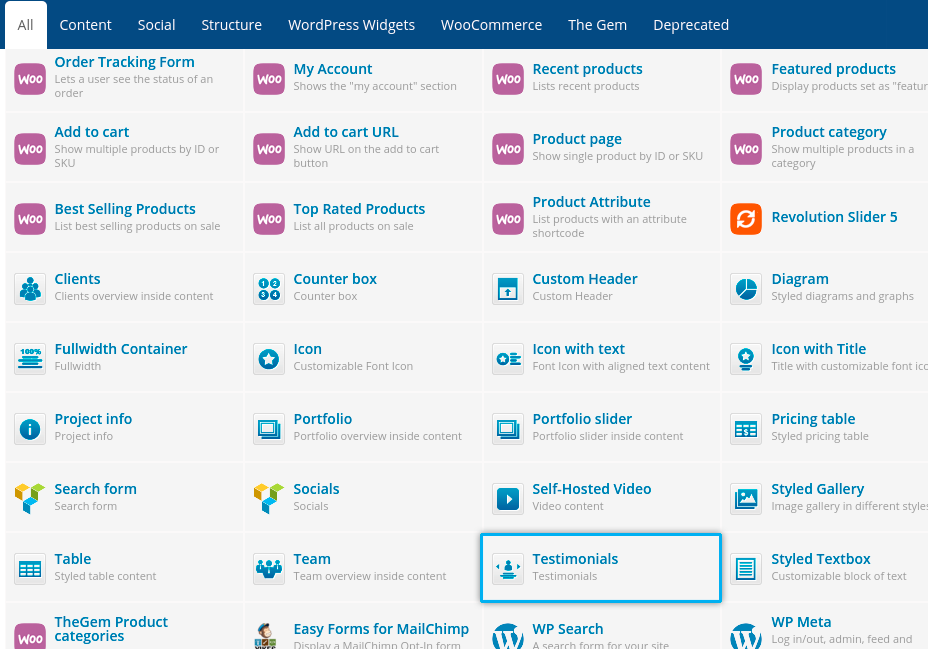 All Content Social Structure WordPress Widgets WooCommerce The Gem Deprecated
WOO Order Tracking Form
Lets a user see the status of an
order
WOO My Account
Shows the "my account" section
WOO Recent products
Lists recent products
WOO Featured products
Display products set as "featur
WOO Add to cart
Show multiple products by ID or
SKU
WOO Add to cart URL
Show URL on the add to cart
button
WOO Product page
Show single product by ID or SKU
WOO Product category
Show multiple products in a
category
WOO Best Selling Products
List best selling products on sale
WOO Top Rated Products
List all products on sale
WOO Product Attribute
List products with an attribute
shortcode
Revolution Slider 5
Clients
Clients overview inside content
1 2
3 4
Counter box
Counter box
Custom Header
Custom Header
Diagram
Styled diagrams and graphs
100%
Fullwidth Container
Fullwidth
Icon
Customizable Font Icon
Icon with text
Font Icon with aligned text content
Icon with Title
Title with customizable font ico
i
Project info
Project info
Portfolio
Portfolio overview inside content
Portfolio slider
Portfolio slider inside content
$
Pricing table
Styled pricing table
Search form
Search form
Socials
Socials
Self-Hosted Video
Video content
Styled Gallery
Image gallery in different styles
Table
Styled table content
Team
Team overview inside content
Testimonials
Testimonials
Styled Textbox
Customizable block of text
WOO TheGem Product
categories
Easy Forms for MailChimp
Display a MailChimp Opt-In form
W WP Search
A search form for your site
W WP Meta
Log in/out, admin, feed and